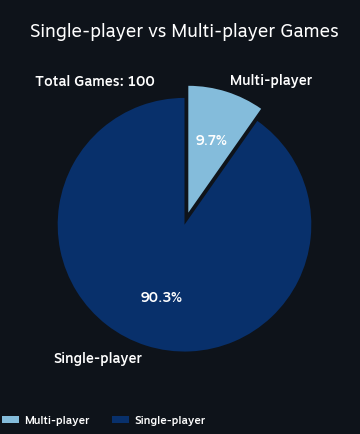 Single-player vs Multi-player Games
Total Games: 100
Multi-player
9.7%
90.3%
Single-player
Multi-player
Single-player